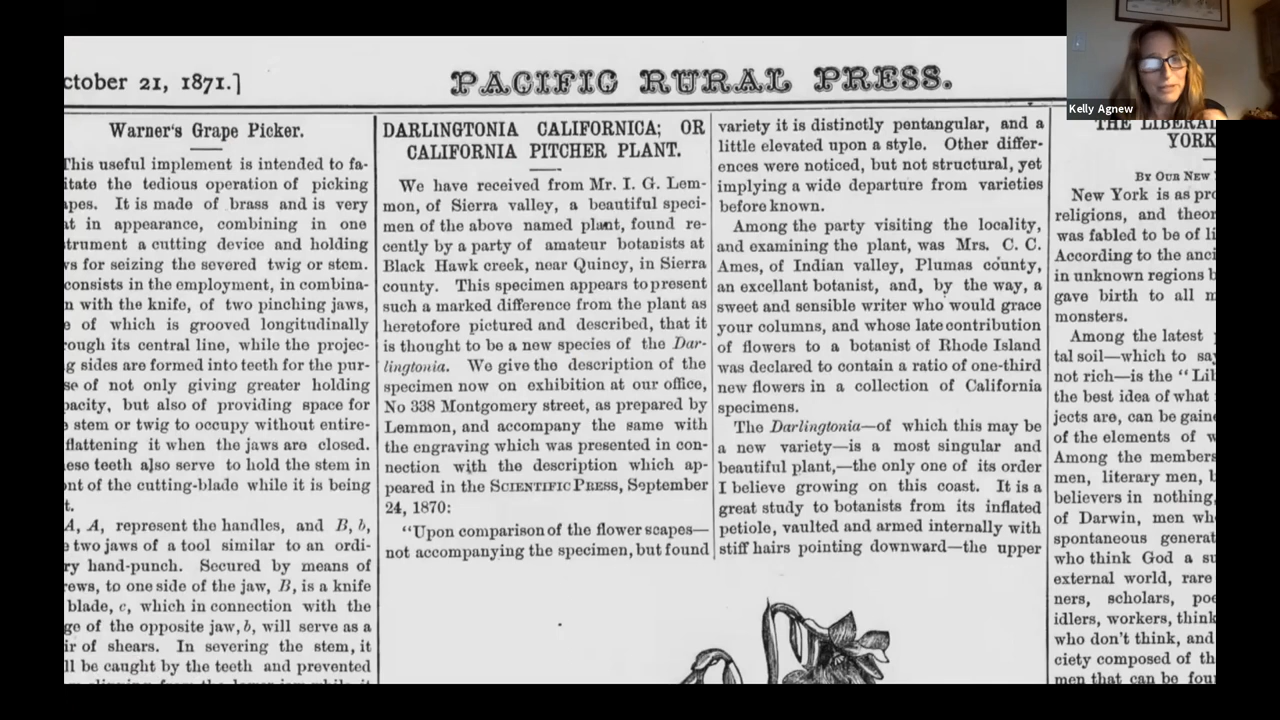 ctober 21, 1871.]
PACIFIC RURAL PRESS.
Kelly Agnew
Warner's Grape Picker.
This useful implement is intended to fa-
itate the tedious operation of picking
apes. It is made of brass and is very
at in appearance, combining in one
strument a cutting device and holding
ws for seizing the severed twig or stem.
consists in the employment, in combina-
n with the knife, of two pinching jaws,
e of which is grooved longitudinally
rough its central line, while the projec-
g sides are formed into teeth for the pur-
se of not only giving greater holding
pacity, but also of providing space for
e stem or twig to occupy without entire-
flattening it when the jaws are closed.
ese teeth also serve to hold the stem in
ont of the cutting-blade while it is being
t.
A, A, represent the handles, and B, b,
e two jaws of a tool similar to an ordi-
ry hand-punch. Secured by means of
rews, to one side of the jaw, B, is a knife
blade, c, which in connection with the
ge of the opposite jaw, b, will serve as a
ir of shears. In severing the stem, it
ll be caught by the teeth and prevented
DARLINGTONIA CALIFORNICA; OR
CALIFORNIA PITCHER PLANT.
We have received from Mr. I. G. Lem-
mon, of Sierra valley, a beautiful speci-
men of the above named plant, found re-
cently by a party of amateur botanists at
Black Hawk creek, near Quincy, in Sierra
county. This specimen appears to present
such a marked difference from the plant as
heretofore pictured and described, that it
is thought to be a new species of the Dar-
lingtonia. We give the description of the
specimen now on exhibition at our office,
No 338 Montgomery street, as prepared by
Lemmon, and accompany the same with
the engraving which was presented in con-
nection with the description which ap-
peared in the SCIENTIFIC PRESS, September
24, 1870:
"Upon comparison of the flower scapes—
not accompanying the specimen, but found
variety it is distinctly pentangular, and a
little elevated upon a style. Other differ-
ences were noticed, but not structural, yet
implying a wide departure from varieties
before known.
Among the party visiting the locality,
and examining the plant, was Mrs. C. C.
Ames, of Indian valley, Plumas county,
an excellent botanist, and, by the way, a
sweet and sensible writer who would grace
your columns, and whose late contribution
of flowers to a botanist of Rhode Island
was declared to contain a ratio of one-third
new flowers in a collection of California
specimens.
The Darlingtonia—of which this may be
a new variety—is a most singular and
beautiful plant,—the only one of its order
I believe growing on this coast. It is a
great study to botanists from its inflated
petiole, vaulted and armed internally with
stiff hairs pointing downward—the upper
THE LIBERAL
YORK
BY OUR NEW
New York is as pro
religions, and theor
was fabled to be of li
According to the anci
in unknown regions b
gave birth to all m
monsters.
Among the latest
tal soil—which to say
not rich—is the "Lib
the best idea of what
jects are, can be gaine
of the elements of w
Among the members
men, literary men, b
believers in nothing,
of Darwin, men who
spontaneous generat
who think God a su
external world, rare
ners, scholars, poe
idlers, workers, think
who don't think, and
ciety composed of th
men that can be foun